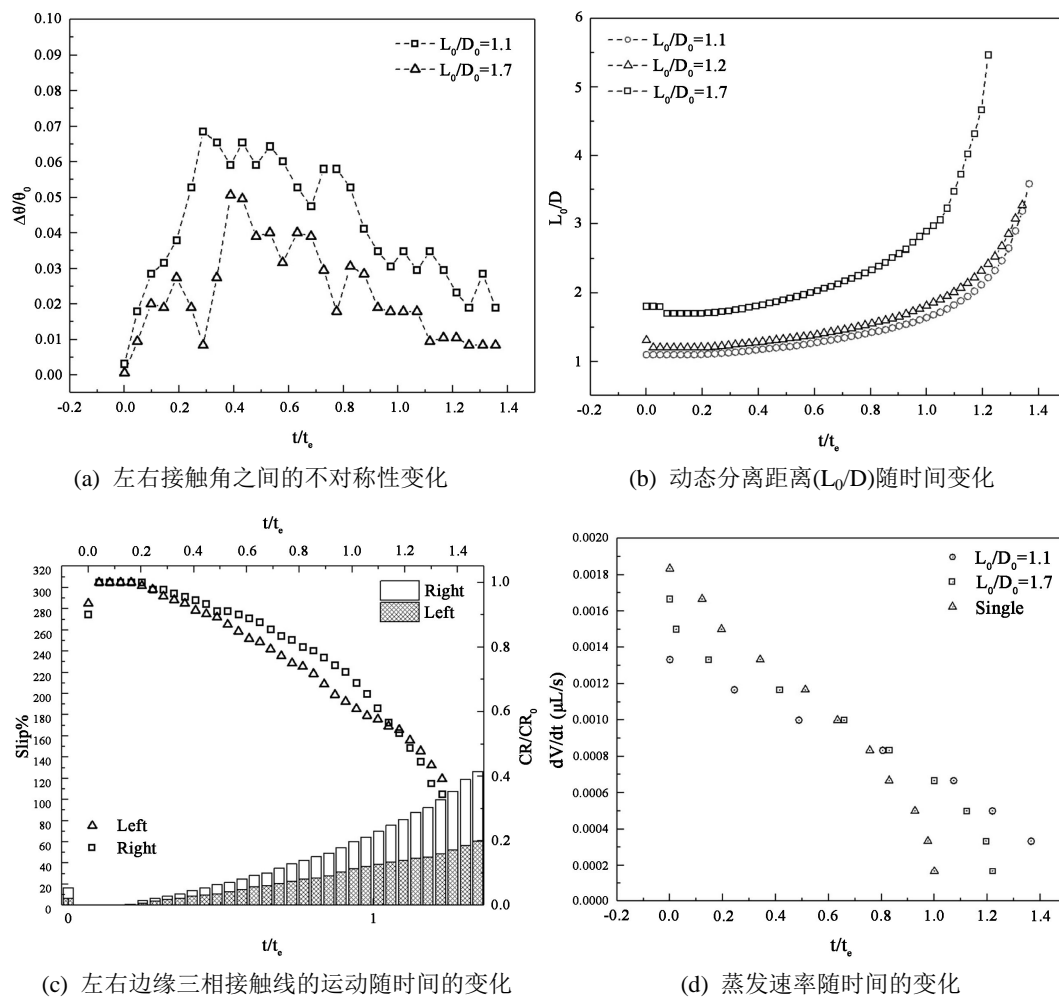 0.10
0.09
0.08
0.07
0.06
0.05
0.04
0.03
0.02
0.01
0.00
Δθ/θ₀
L₀/D₀=1.1
L₀/D₀=1.7
-0.2 0.0 0.2 0.4 0.6 0.8 1.0 1.2 1.4
t/tₑ
(a) 左右接触角之间的不对称性变化
6
5
4
3
2
1
L₀/D
L₀/D₀=1.1
L₀/D₀=1.2
L₀/D₀=1.7
-0.2 0.0 0.2 0.4 0.6 0.8 1.0 1.2 1.4
t/tₑ
(b) 动态分离距离(L₀/D)随时间变化
t/tₑ
0.0 0.2 0.4 0.6 0.8 1.0 1.2 1.4
320
300
280
260
240
220
200
180
160
140
120
100
80
60
40
20
0
Slip%
Right
Left
Left
Right
1.0
0.8
0.6
0.4
0.2
0.0
CR/CR₀
0 1
t/tₑ
(c) 左右边缘三相接触线的运动随时间的变化
0.0020
0.0018
0.0016
0.0014
0.0012
0.0010
0.0008
0.0006
0.0004
0.0002
0.0000
dV/dt (μL/s)
L₀/D₀=1.1
L₀/D₀=1.7
Single
-0.2 0.0 0.2 0.4 0.6 0.8 1.0 1.2 1.4
t/tₑ
(d) 蒸发速率随时间的变化